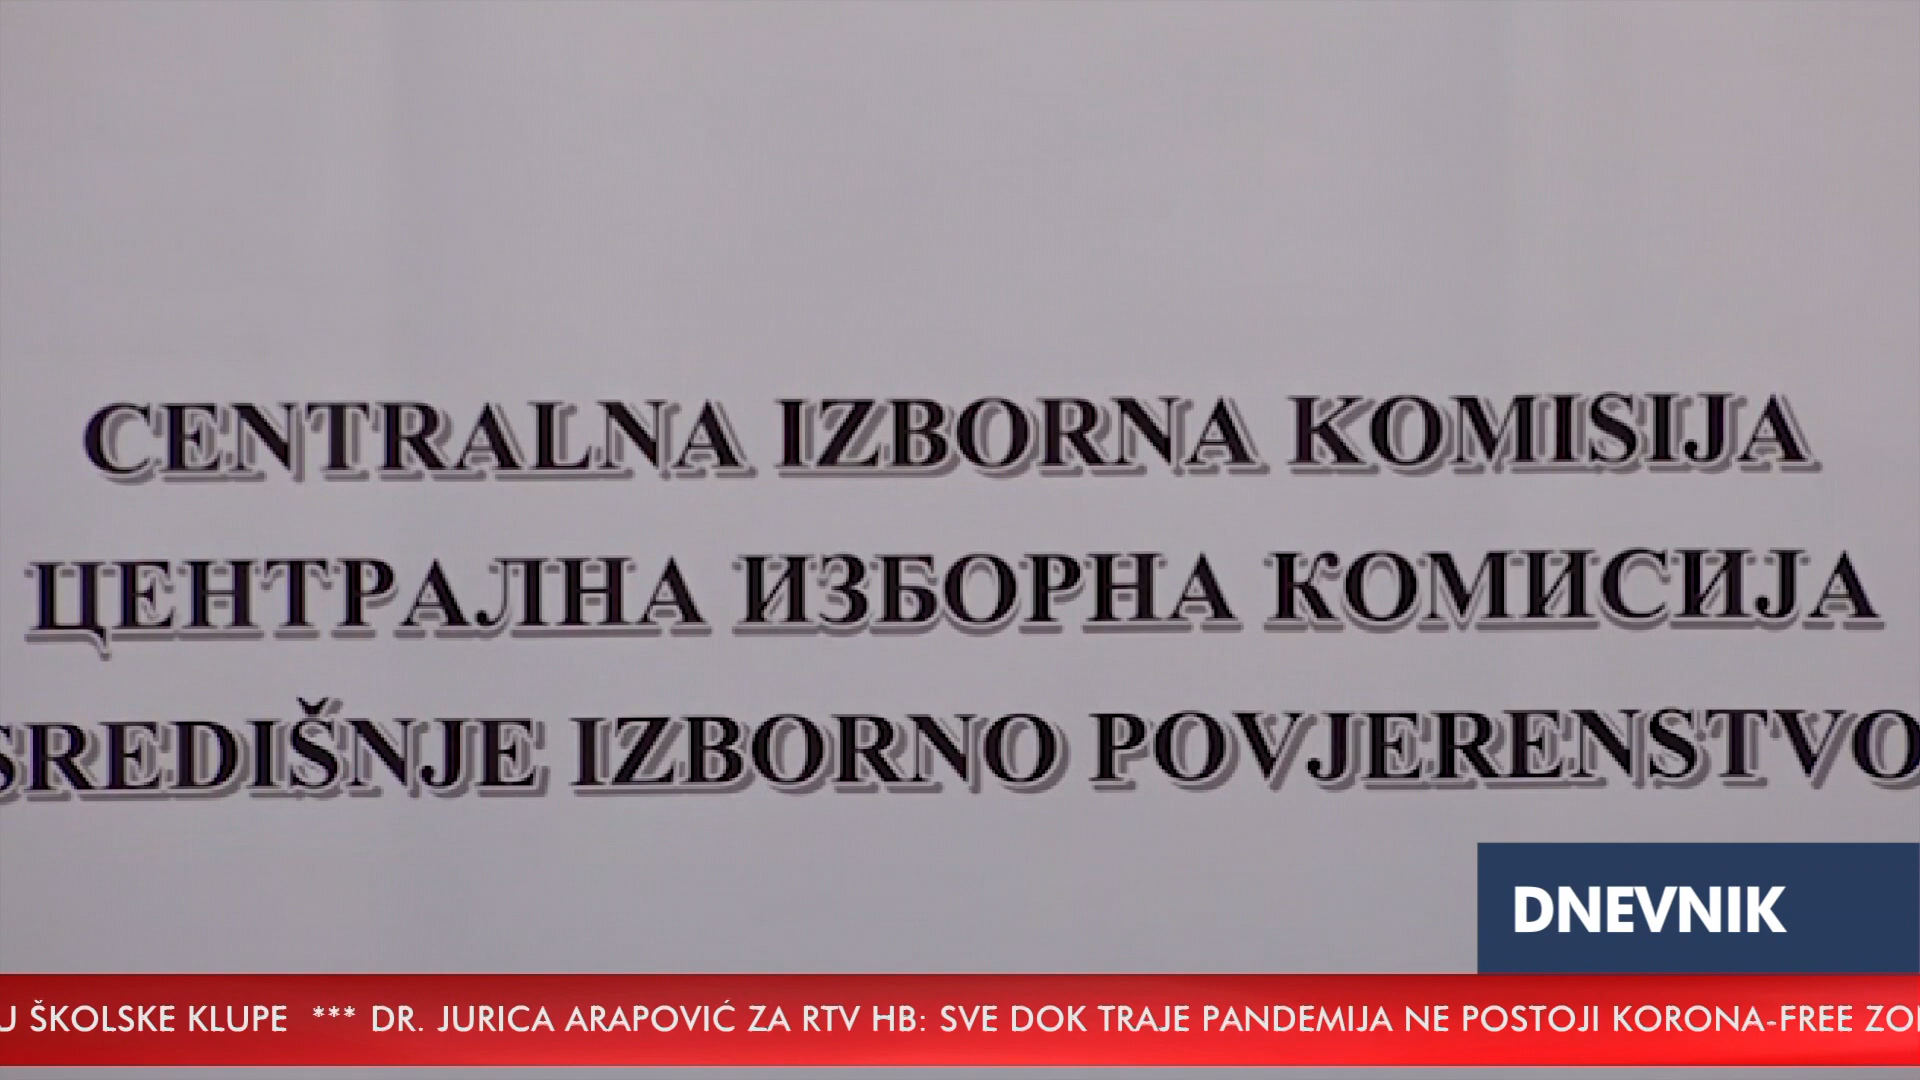 CENTRALNA IZBORNA KOMISIJA
ЦЕНТРАЛНА ИЗБОРНА КОМИСИЈА
SREDIŠNJE IZBORNO POVJERENSTVO
DNEVNIK
U ŠKOLSKE KLUPE *** DR. JURICA ARAPOVIĆ ZA RTV HB: SVE DOK TRAJE PANDEMIJA NE POSTOJI KORONA-FREE